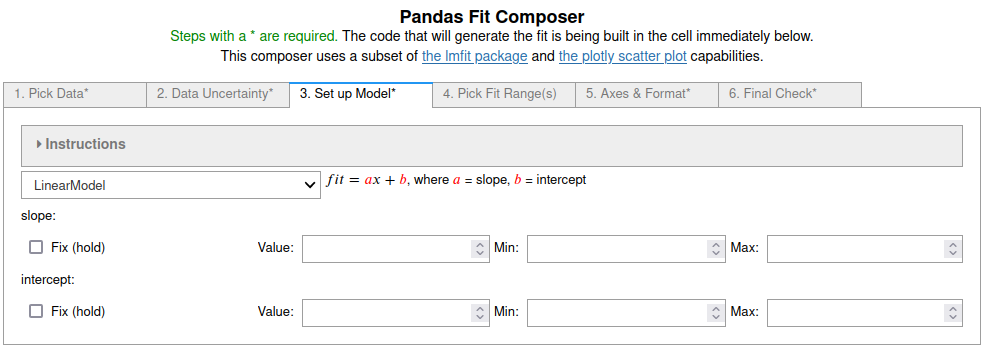 Pandas Fit Composer
Steps with a * are required. The code that will generate the fit is being built in the cell immediately below.
This composer uses a subset of the lmfit package and the plotly scatter plot capabilities.
1. Pick Data* 2. Data Uncertainty* 3. Set up Model* 4. Pick Fit Range(s) 5. Axes & Format* 6. Final Check*
Instructions
LinearModel fit = ax + b, where a = slope, b = intercept
slope:
Fix (hold) Value: Min: Max:
intercept:
Fix (hold) Value: Min: Max: